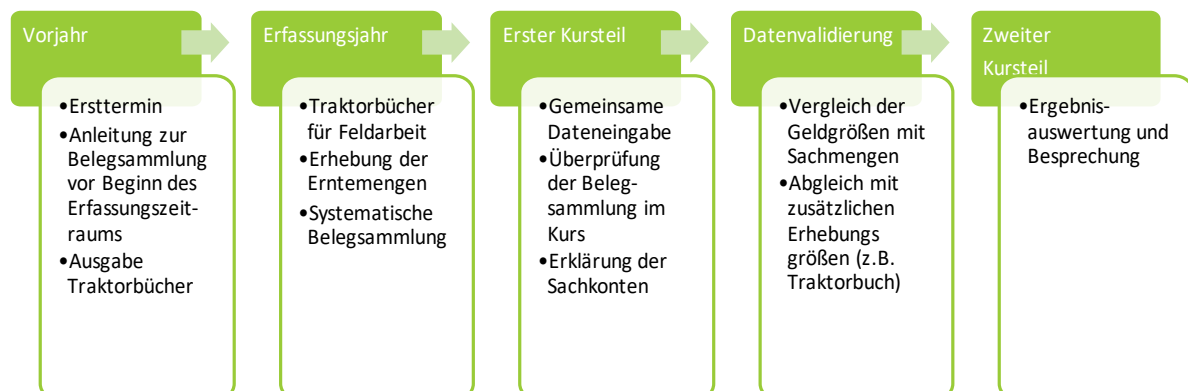 Vorjahr
•Ersttermin
•Anleitung zur
Belegsammlung
vor Beginn des
Erfassungszeit-
raums
•Ausgabe
Traktorbücher
Erfassungsjahr
•Traktorbücher
für Feldarbeit
•Erhebung der
Erntemengen
•Systematische
Belegsammlung
Erster Kursteil
•Gemeinsame
Dateneingabe
•Überprüfung
der Beleg-
sammlung im
Kurs
•Erklärung der
Sachkonten
Datenvalidierung
•Vergleich der
Geldgrößen mit
Sachmengen
•Abgleich mit
zusätzlichen
Erhebungs
größen (z.B.
Traktorbuch)
Zweiter
Kursteil
•Ergebnis-
auswertung und
Besprechung